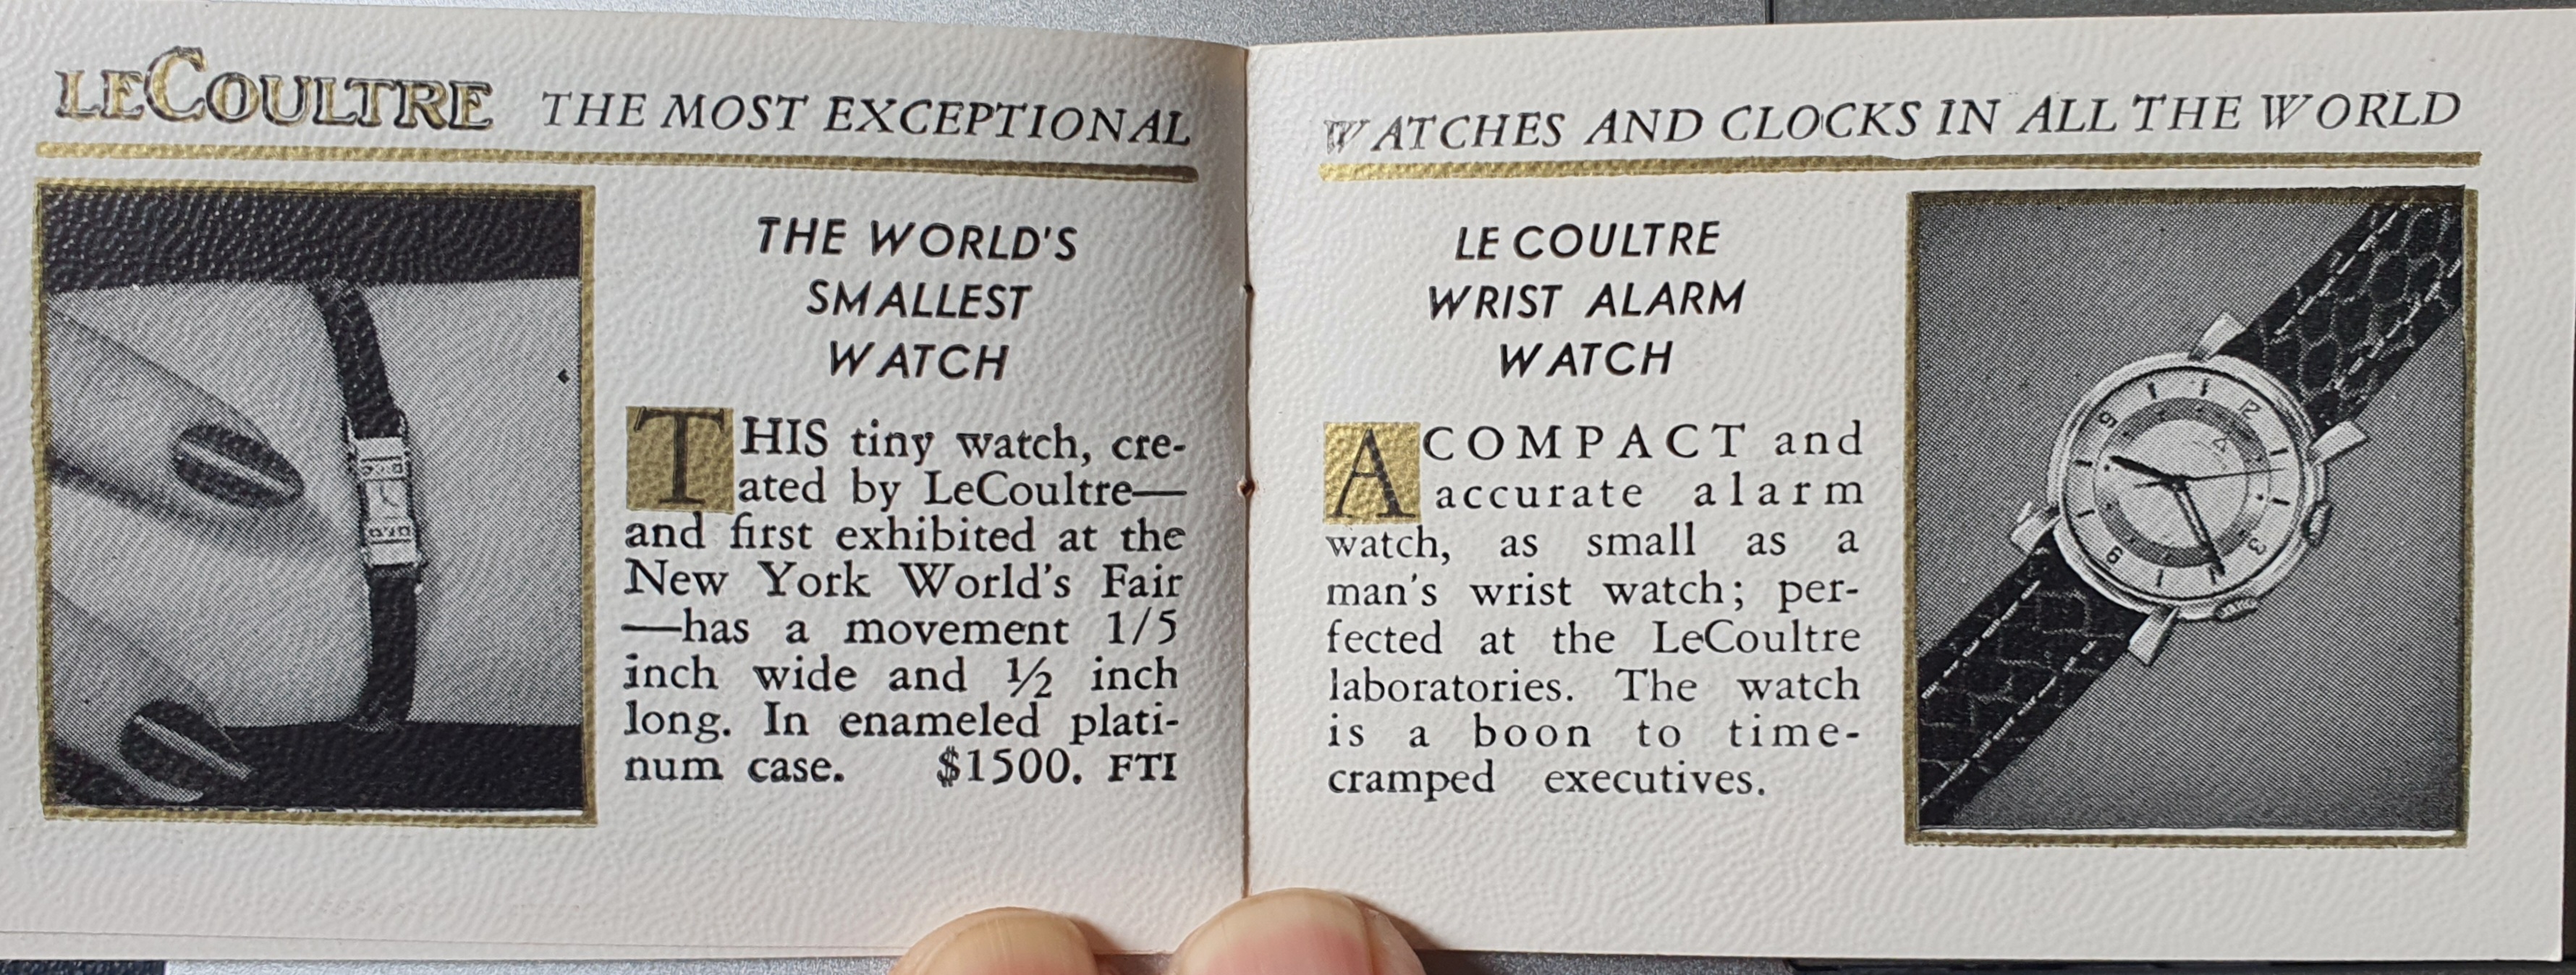 LECOULTRE THE MOST EXCEPTIONAL
THE WORLD'S
SMALLEST
WATCH
THIS tiny watch, cre-
ated by LeCoultre—
and first exhibited at the
New York World's Fair
—has a movement 1/5
inch wide and ½ inch
long. In enameled plati-
num case. $1500. FTI
WATCHES AND CLOCKS IN ALL THE WORLD
LE COULTRE
WRIST ALARM
WATCH
A COMPACT and
accurate alarm
watch, as small as a
man's wrist watch; per-
fected at the LeCoultre
laboratories. The watch
is a boon to time-
cramped executives.
12
3
6
9